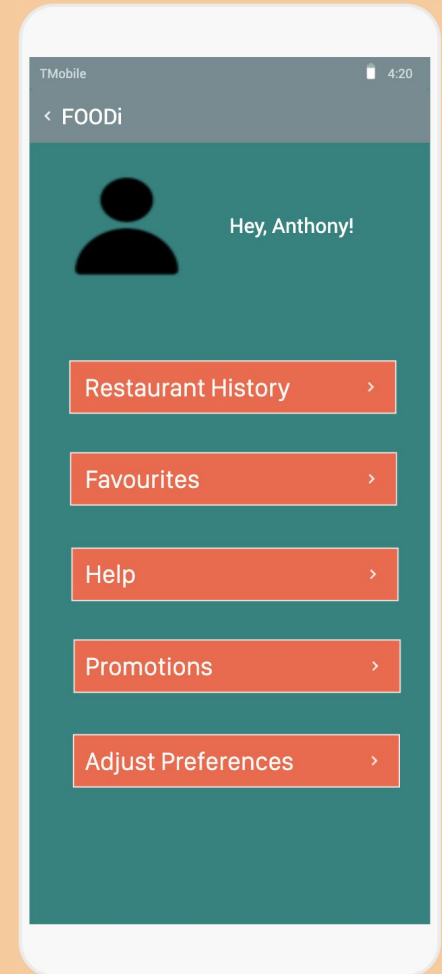 TMobile 4:20
‹ FOODi
Hey, Anthony!
Restaurant History ›
Favourites ›
Help ›
Promotions ›
Adjust Preferences ›